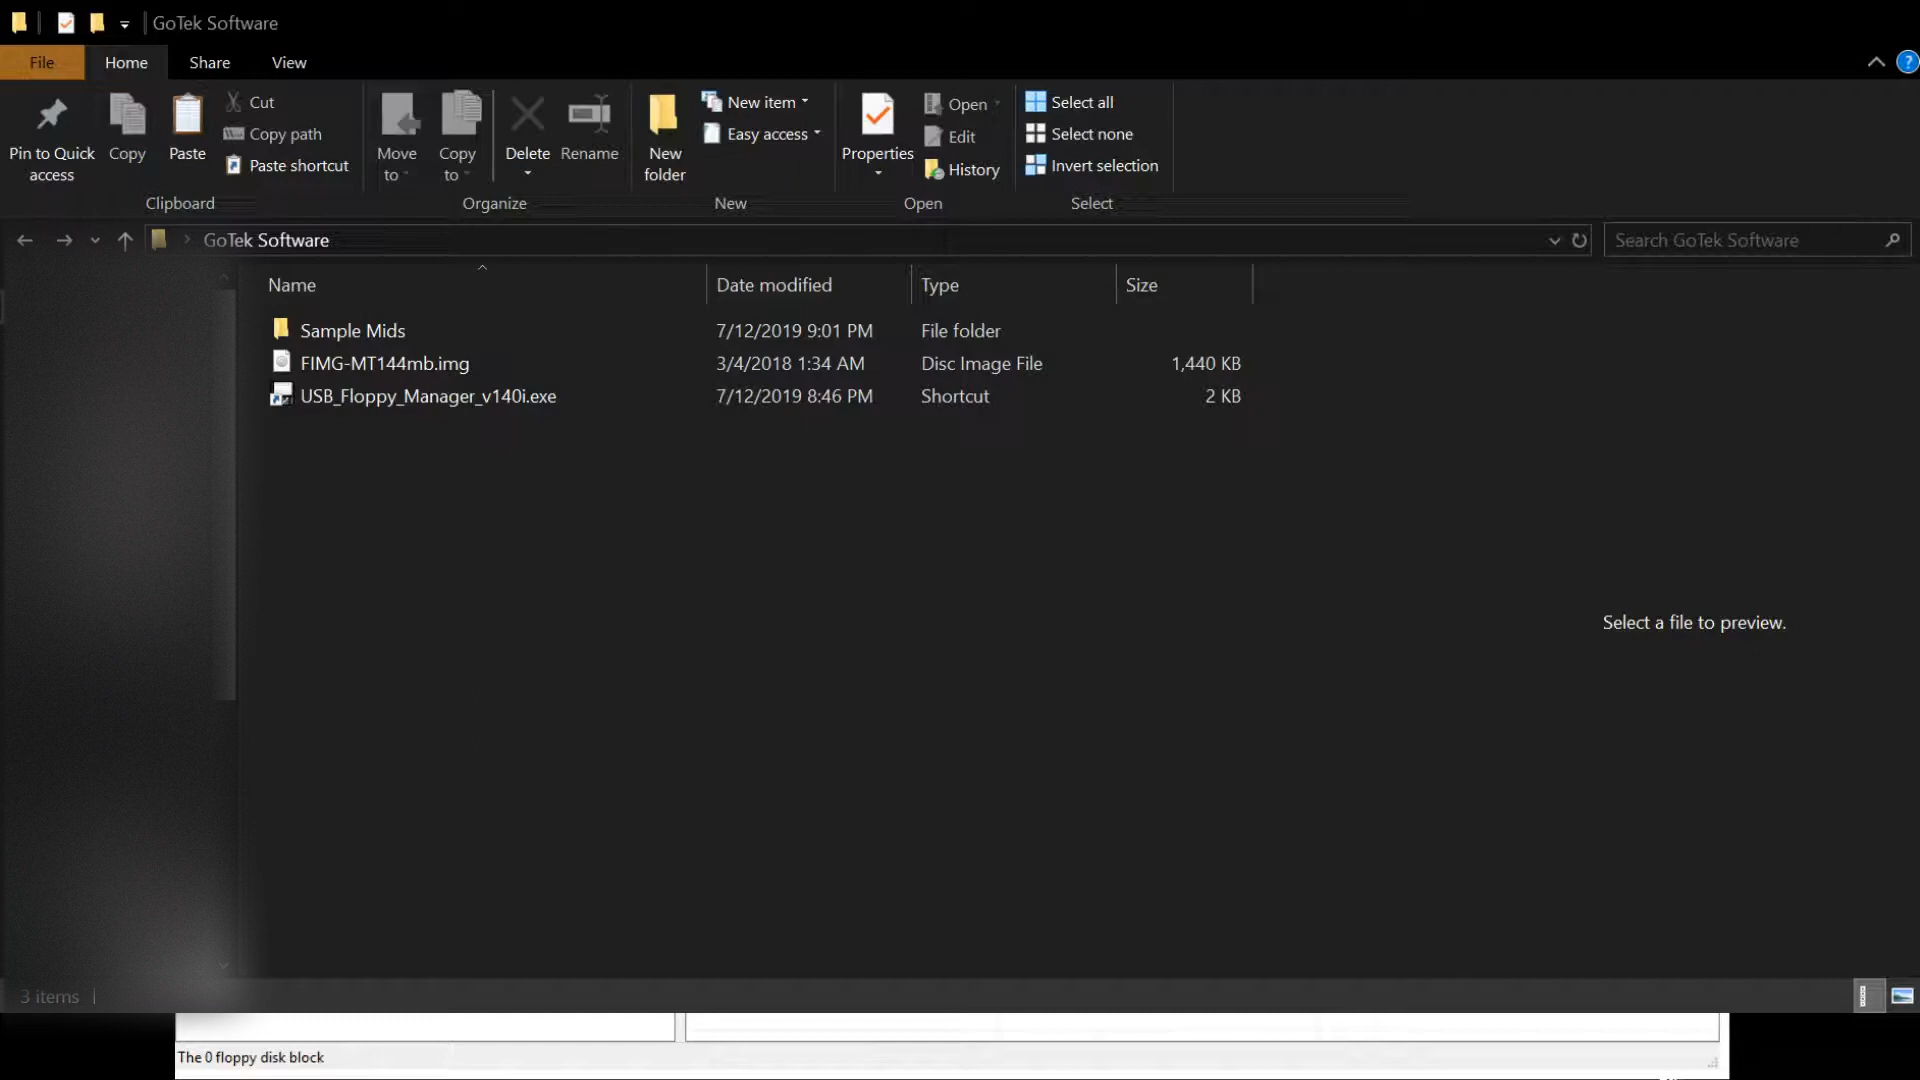 GoTek Software
File Home Share View
Pin to Quick access
Copy
Paste
Cut
Copy path
Paste shortcut
Clipboard
Move to
Copy to
Delete
Rename
Organize
New folder
New item
Easy access
New
Properties
Open
Edit
History
Open
Select all
Select none
Invert selection
Select
GoTek Software
Search GoTek Software
Name Date modified Type Size
Sample Mids 7/12/2019 9:01 PM File folder
FIMG-MT144mb.img 3/4/2018 1:34 AM Disc Image File 1,440 KB
USB_Floppy_Manager_v140i.exe 7/12/2019 8:46 PM Shortcut 2 KB
Select a file to preview.
3 items
The 0 floppy disk block